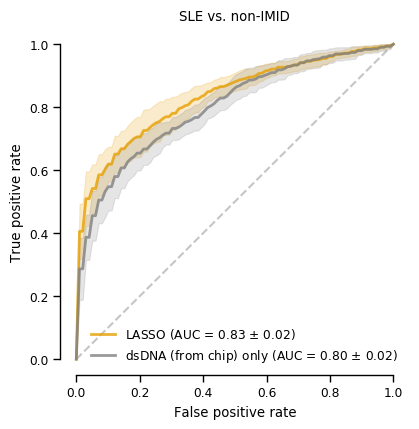 SLE vs. non-IMID
1.0
0.8
0.6
0.4
0.2
0.0
True positive rate
LASSO (AUC = 0.83 ± 0.02)
dsDNA (from chip) only (AUC = 0.80 ± 0.02)
0.0 0.2 0.4 0.6 0.8 1.0
False positive rate